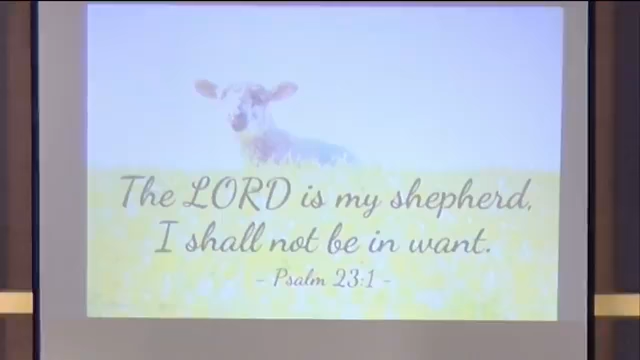 The LORD is my shepherd,
I shall not be in want.
- Psalm 23:1 -